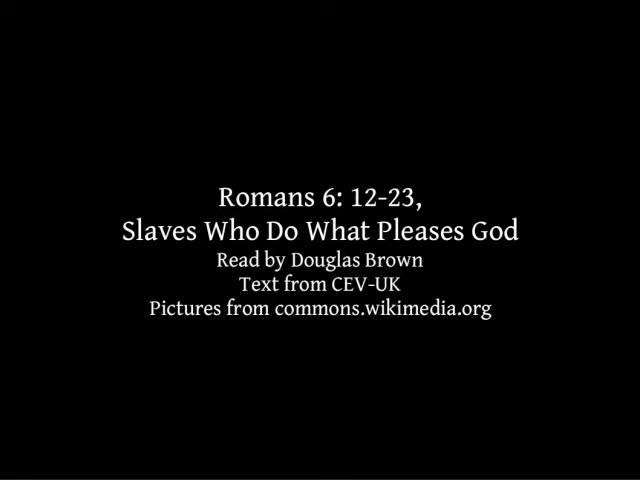 Romans 6: 12-23,
Slaves Who Do What Pleases God
Read by Douglas Brown
Text from CEV-UK
Pictures from commons.wikimedia.org